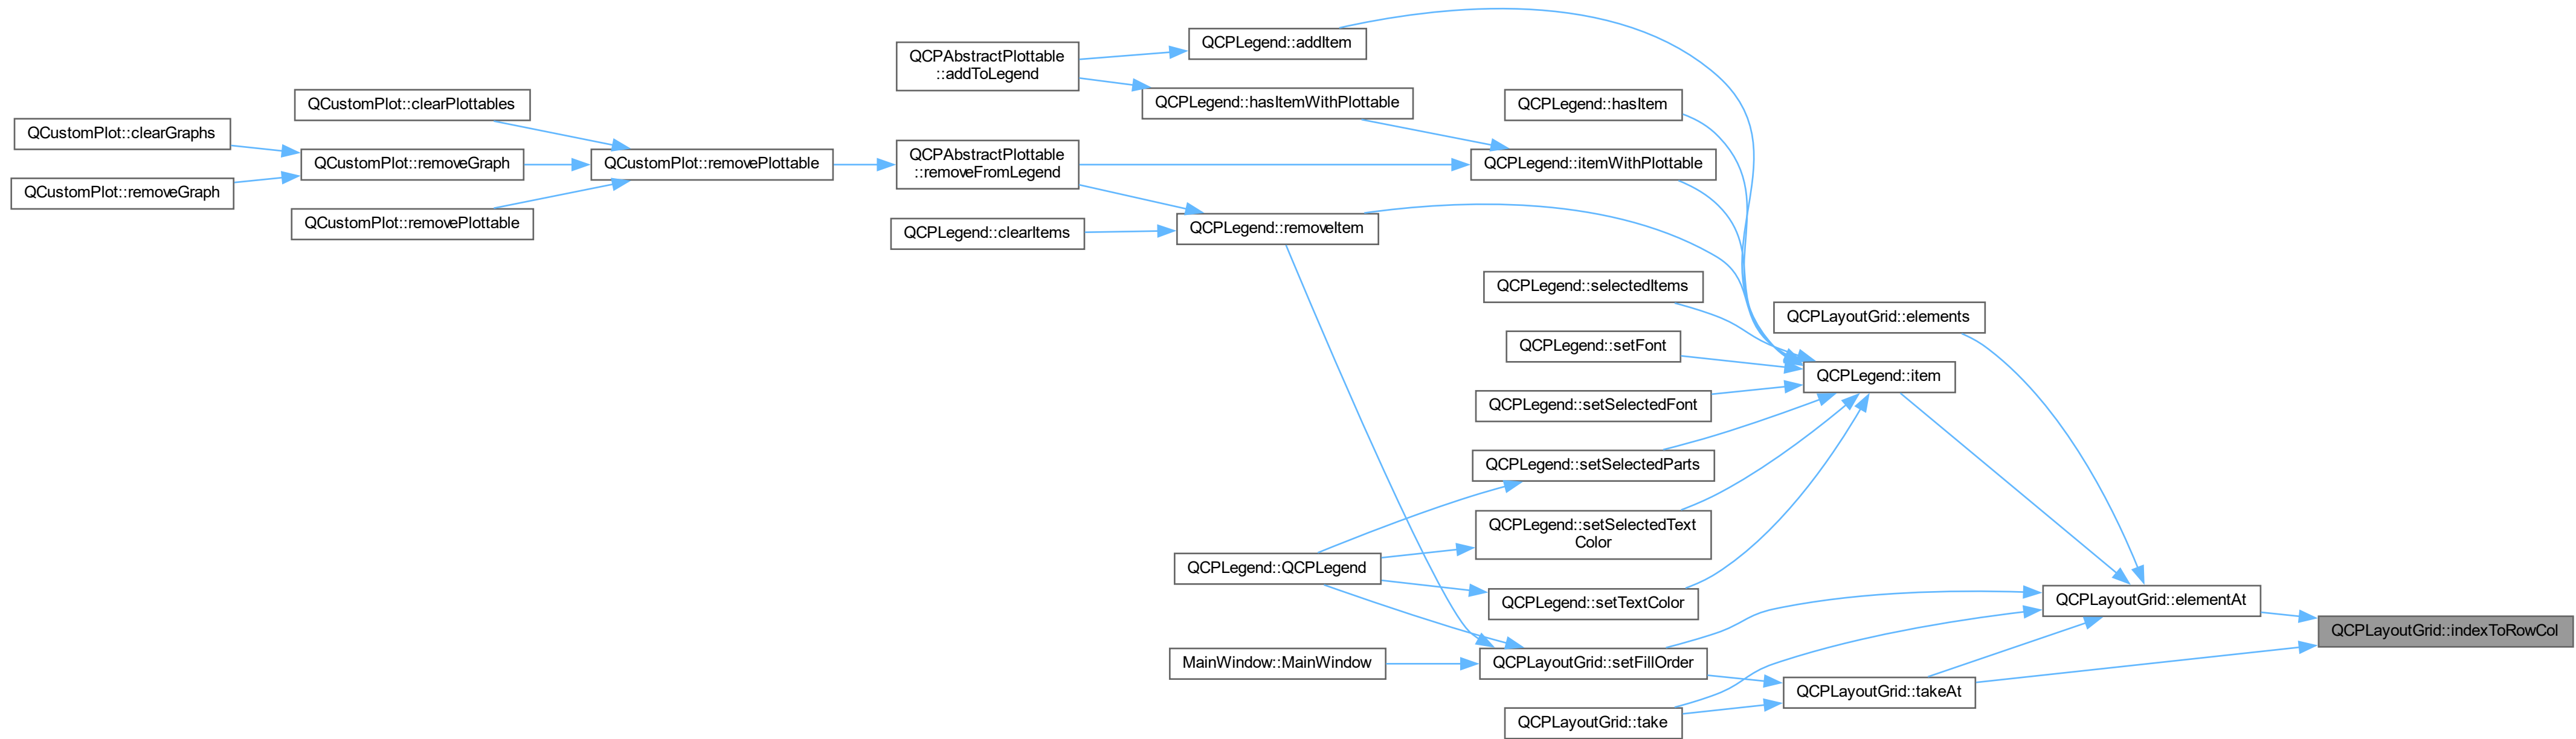 QCustomPlot::clearGraphs
QCustomPlot::removeGraph
QCustomPlot::clearPlottables
QCustomPlot::removeGraph
QCustomPlot::removePlottable
QCustomPlot::removePlottable
QCPAbstractPlottable
::addToLegend
QCPAbstractPlottable
::removeFromLegend
QCPLegend::clearItems
QCPLegend::addItem
QCPLegend::hasItemWithPlottable
QCPLegend::removeItem
QCPLegend::QCPLegend
MainWindow::MainWindow
QCPLegend::hasItem
QCPLegend::itemWithPlottable
QCPLegend::selectedItems
QCPLegend::setFont
QCPLegend::setSelectedFont
QCPLegend::setSelectedParts
QCPLegend::setSelectedText
Color
QCPLegend::setTextColor
QCPLayoutGrid::setFillOrder
QCPLayoutGrid::take
QCPLayoutGrid::elements
QCPLegend::item
QCPLayoutGrid::takeAt
QCPLayoutGrid::elementAt
QCPLayoutGrid::indexToRowCol